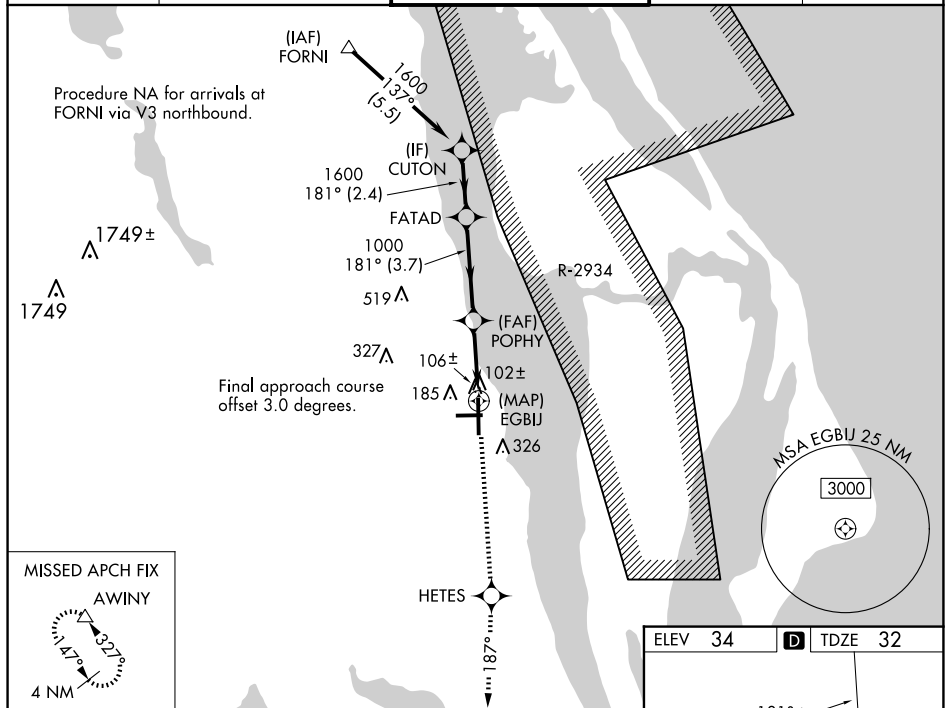 (IAF)
FORNI
Procedure NA for arrivals at
FORNI via V3 northbound.
1600
137°
(5.5)
(IF)
CUTON
1600
181° (2.4)
FATAD
1749±
1749
1000
181° (3.7)
R-2934
519
(FAF)
POPHY
327
106±
102±
Final approach course
offset 3.0 degrees.
185
(MAP)
EGBIJ
326
MSA EGBIJ 25 NM
3000
MISSED APCH FIX
AWINY
147°
327°
4 NM
HETES
187°
ELEV 34 D TDZE 32